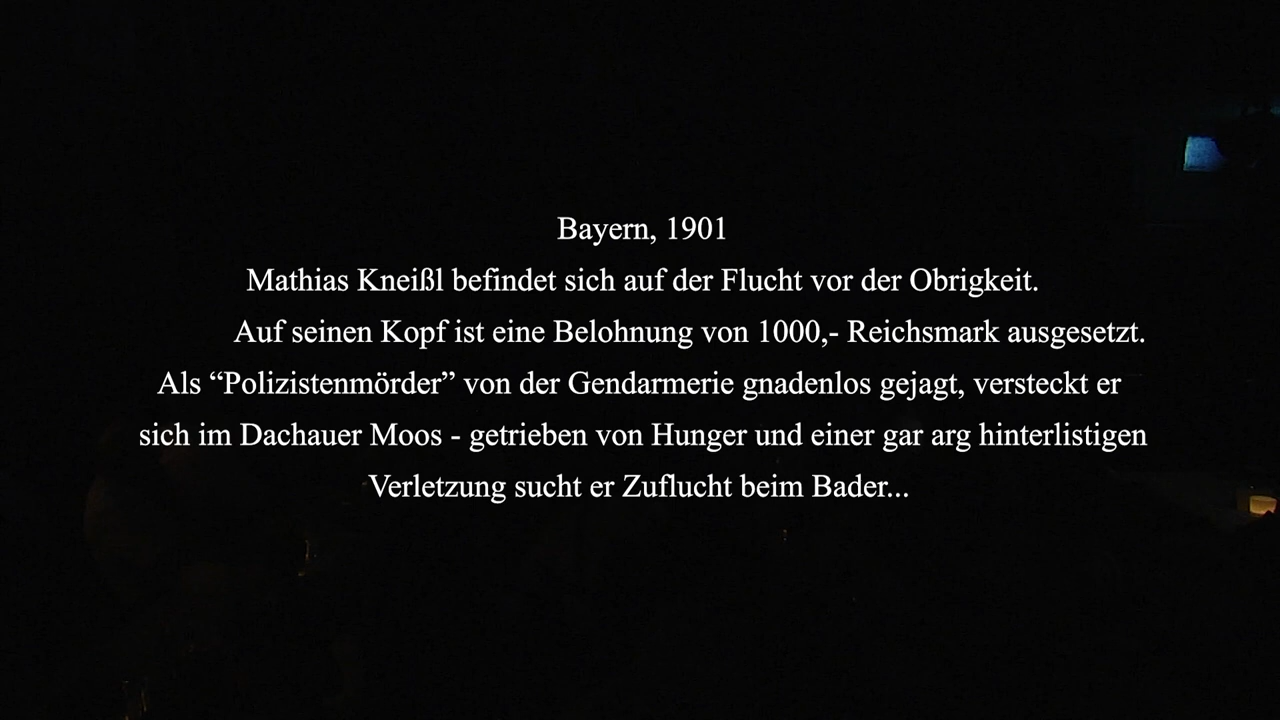 Bayern, 1901
Mathias Kneißl befindet sich auf der Flucht vor der Obrigkeit.
Auf seinen Kopf ist eine Belohnung von 1000,- Reichsmark ausgesetzt.
Als “Polizistenmörder” von der Gendarmerie gnadenlos gejagt, versteckt er
sich im Dachauer Moos - getrieben von Hunger und einer gar arg hinterlistigen
Verletzung sucht er Zuflucht beim Bader...